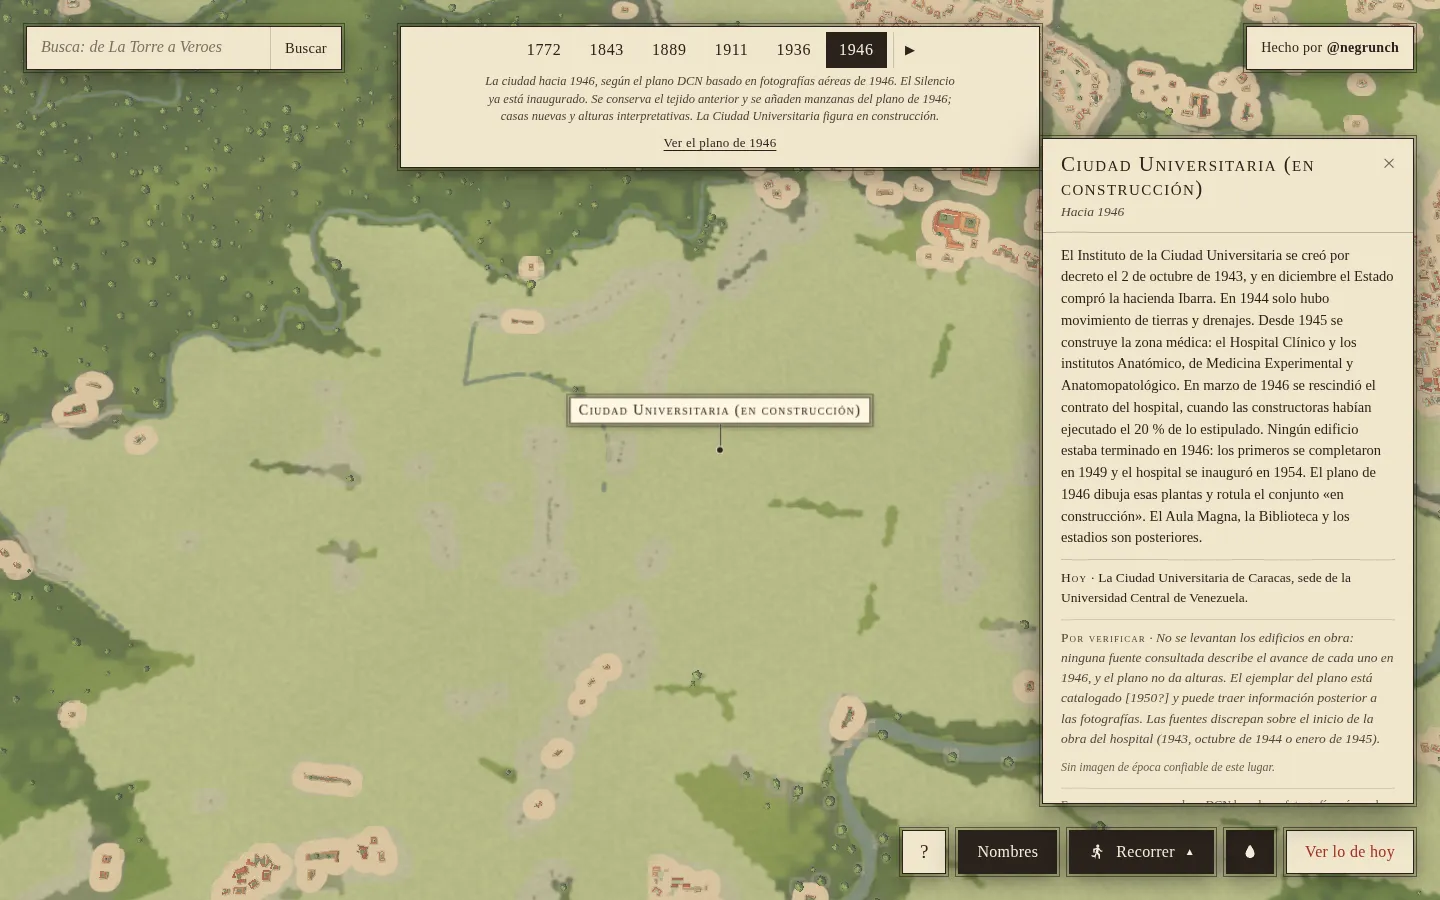 Busca: de La Torre a Veroes
Buscar
1772 1843 1889 1911 1936 1946 ▶
La ciudad hacia 1946, según el plano DCN basado en fotografías aéreas de 1946. El Silencio
ya está inaugurado. Se conserva el tejido anterior y se añaden manzanas del plano de 1946;
casas nuevas y alturas interpretativas. La Ciudad Universitaria figura en construcción.
Ver el plano de 1946
Hecho por @negrunch
Ciudad Universitaria (en
construcción)
×
Hacia 1946
El Instituto de la Ciudad Universitaria se creó por
decreto el 2 de octubre de 1943, y en diciembre el Estado
compró la hacienda Ibarra. En 1944 solo hubo
movimiento de tierras y drenajes. Desde 1945 se
construye la zona médica: el Hospital Clínico y los
institutos Anatómico, de Medicina Experimental y
Anatomopatológico. En marzo de 1946 se rescindió el
contrato del hospital, cuando las constructoras habían
ejecutado el 20 % de lo estipulado. Ningún edificio
estaba terminado en 1946: los primeros se completaron
en 1949 y el hospital se inauguró en 1954. El plano de
1946 dibuja esas plantas y rotula el conjunto «en
construcción». El Aula Magna, la Biblioteca y los
estadios son posteriores.
Hoy · La Ciudad Universitaria de Caracas, sede de la
Universidad Central de Venezuela.
Por verificar · No se levantan los edificios en obra:
ninguna fuente consultada describe el avance de cada uno en
1946, y el plano no da alturas. El ejemplar del plano está
catalogado [1950?] y puede traer información posterior a
las fotografías. Las fuentes discrepan sobre el inicio de la
obra del hospital (1943, octubre de 1944 o enero de 1945).
Sin imagen de época confiable de este lugar.
Ciudad Universitaria (en construcción)
?
Nombres
Recorrer ▲
Ver lo de hoy